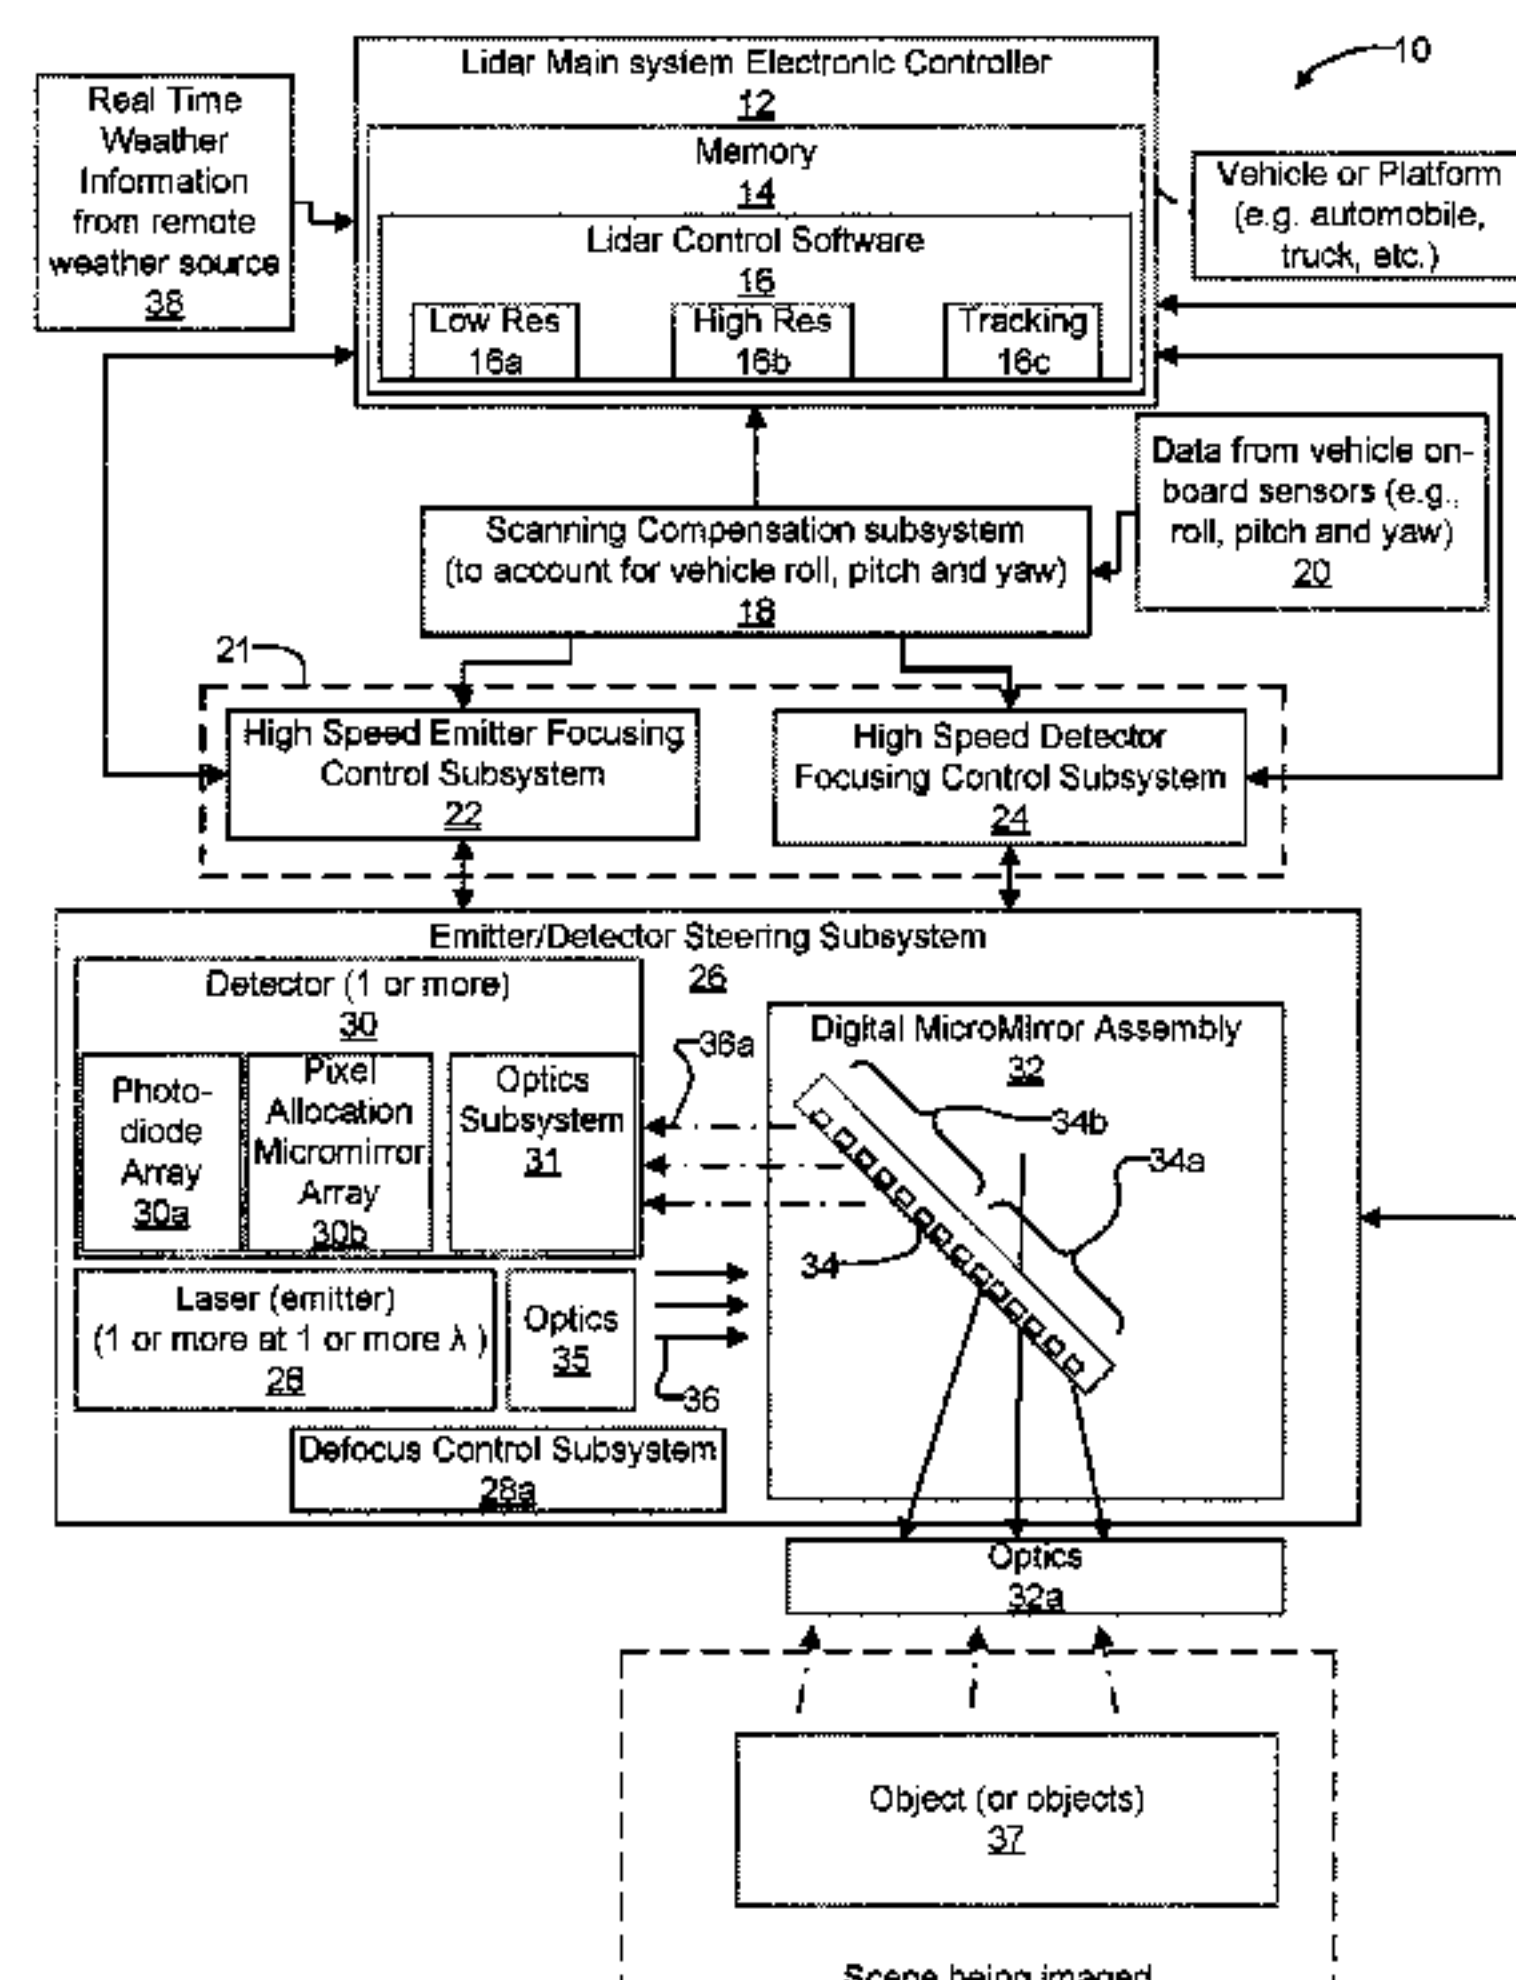 10
Lidar Main system Electronic Controller
12
Memory
14
Lidar Control Software
16
Low Res
16a
High Res
16b
Tracking
16c
Real Time
Weather
Information
from remote
weather source
38
Vehicle or Platform
(e.g. automobile,
truck, etc.)
Data from vehicle on-
board sensors (e.g.,
roll, pitch and yaw)
20
Scanning Compensation subsystem
(to account for vehicle roll, pitch and yaw)
18
21
High Speed Emitter Focusing
Control Subsystem
22
High Speed Detector
Focusing Control Subsystem
24
Emitter/Detector Steering Subsystem
26
Detector (1 or more)
30
Photo-
diode
Array
30a
Pixel
Allocation
Micromirror
Array
30b
Optics
Subsystem
31
36a
Digital MicroMirror Assembly
32
34b
34a
34
Laser (emitter)
(1 or more at 1 or more λ )
28
Optics
35
36
Defocus Control Subsystem
28a
Optics
32a
Object (or objects)
37
Scene being imaged